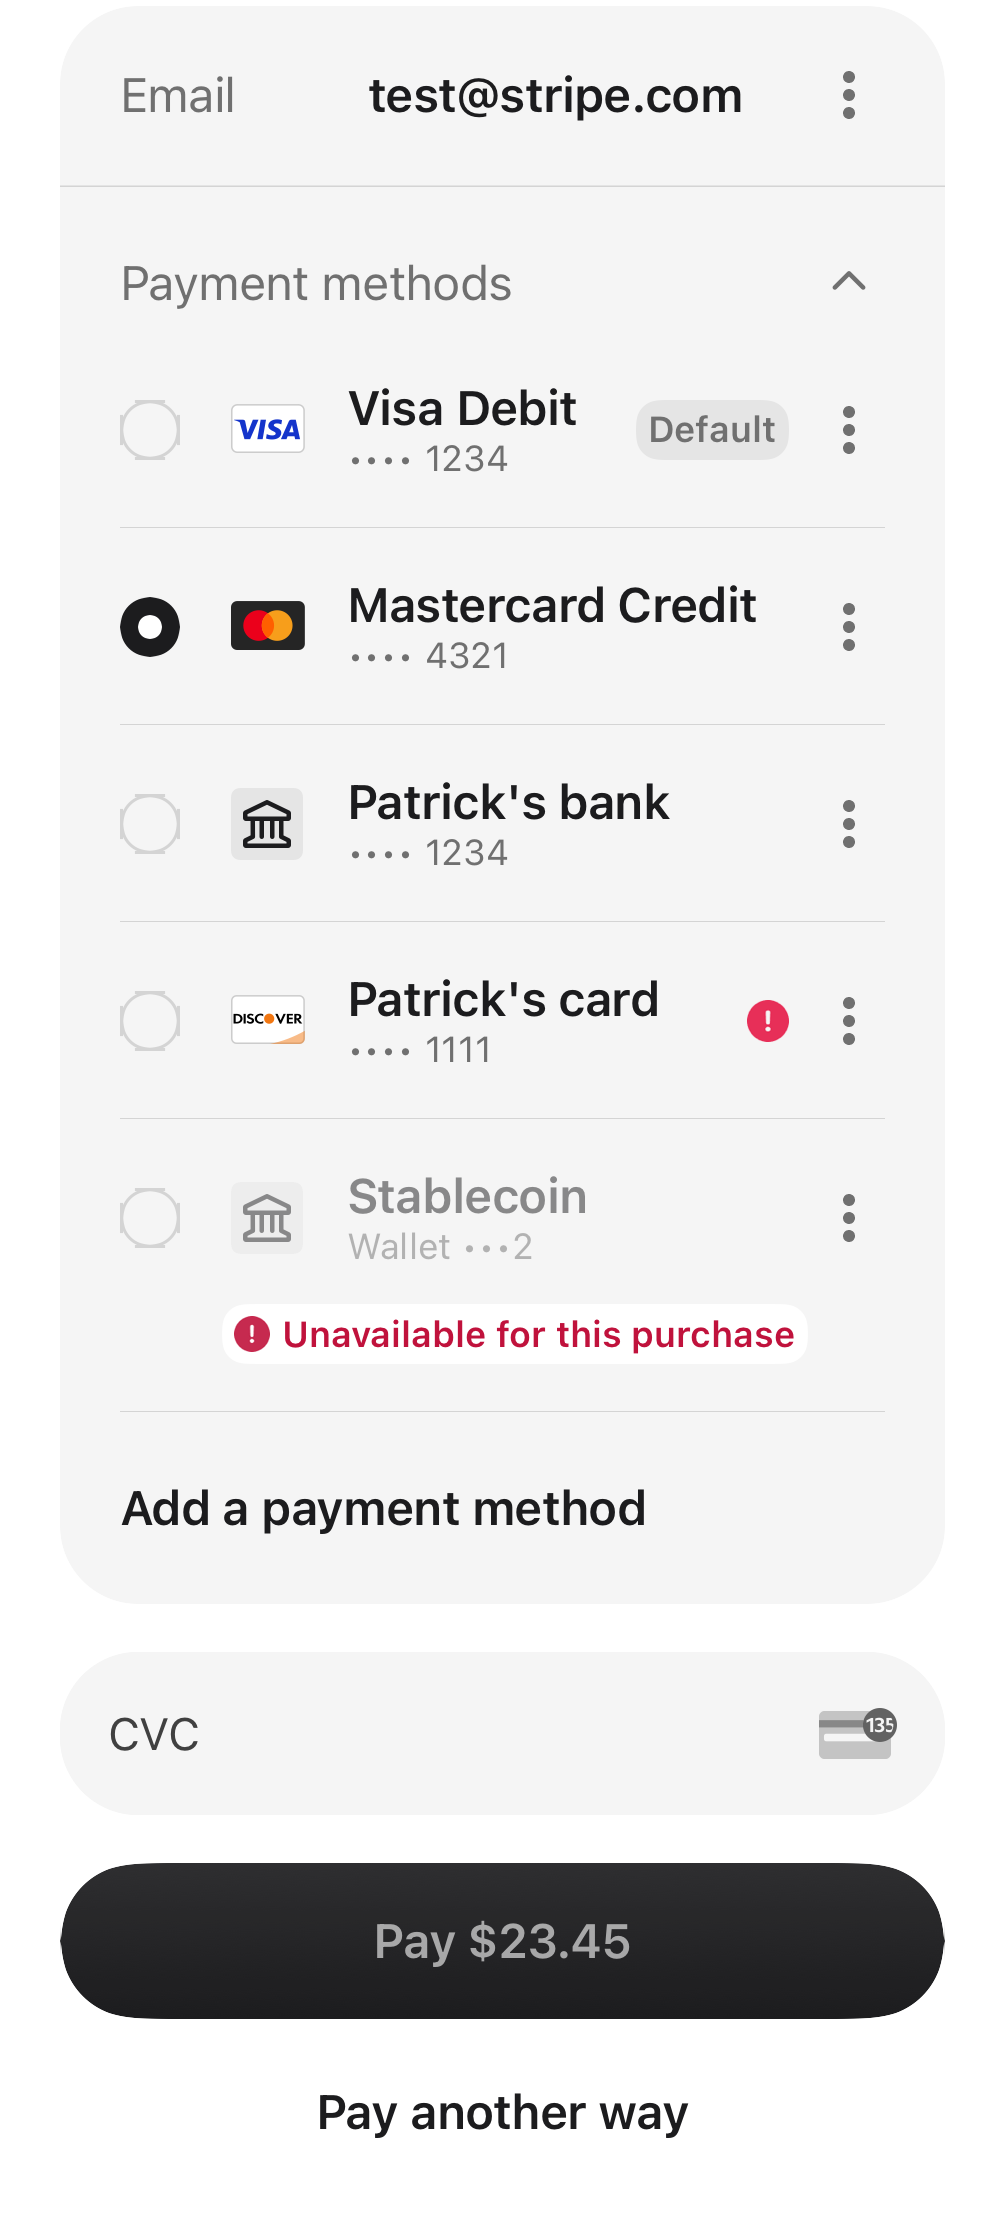 Email test@stripe.com
Payment methods
VISA Visa Debit Default
•••• 1234
Mastercard Credit
•••• 4321
Patrick's bank
•••• 1234
DISCOVER Patrick's card !
•••• 1111
Stablecoin
Wallet •••2
! Unavailable for this purchase
Add a payment method
CVC 135
Pay $23.45
Pay another way